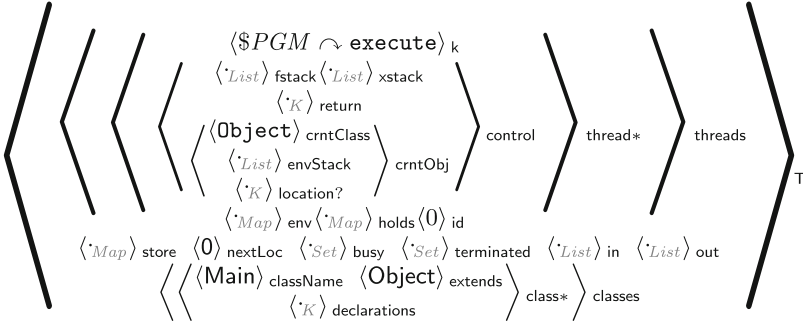 ⟨$PGM ↷ execute⟩ k
⟨·List⟩ fstack ⟨·List⟩ xstack
⟨·K⟩ return
⟨Object⟩ crntClass control thread* threads
⟨·List⟩ envStack crntObj
T
⟨·K⟩ location?
⟨·Map⟩ env ⟨·Map⟩ holds ⟨0⟩ id
⟨·Map⟩ store ⟨0⟩ nextLoc ⟨·Set⟩ busy ⟨·Set⟩ terminated ⟨·List⟩ in ⟨·List⟩ out
⟨Main⟩ className ⟨Object⟩ extends
class* classes
⟨·K⟩ declarations